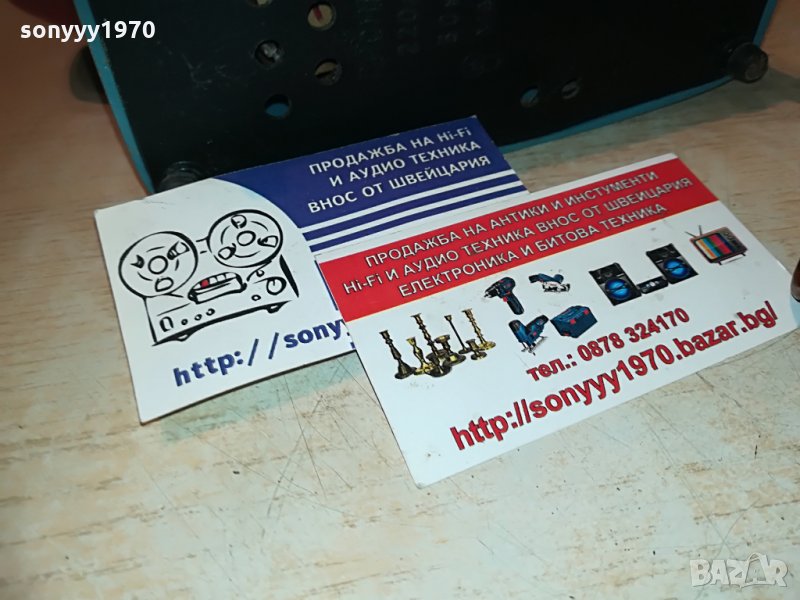 sonyyy1970
ПРОДАЖБА НА Hi-Fi
И АУДИО ТЕХНИКА
ВНОС ОТ ШВЕЙЦАРИЯ
http://sony
ПРОДАЖБА НА АНТИКИ И ИНСТУМЕНТИ
Hi-Fi И АУДИО ТЕХНИКА ВНОС ОТ ШВЕЙЦАРИЯ
ЕЛЕКТРОНИКА И БИТОВА ТЕХНИКА
тел.: 0878 324170
http://sonyyy1970.bazar.bg/
BAZAR